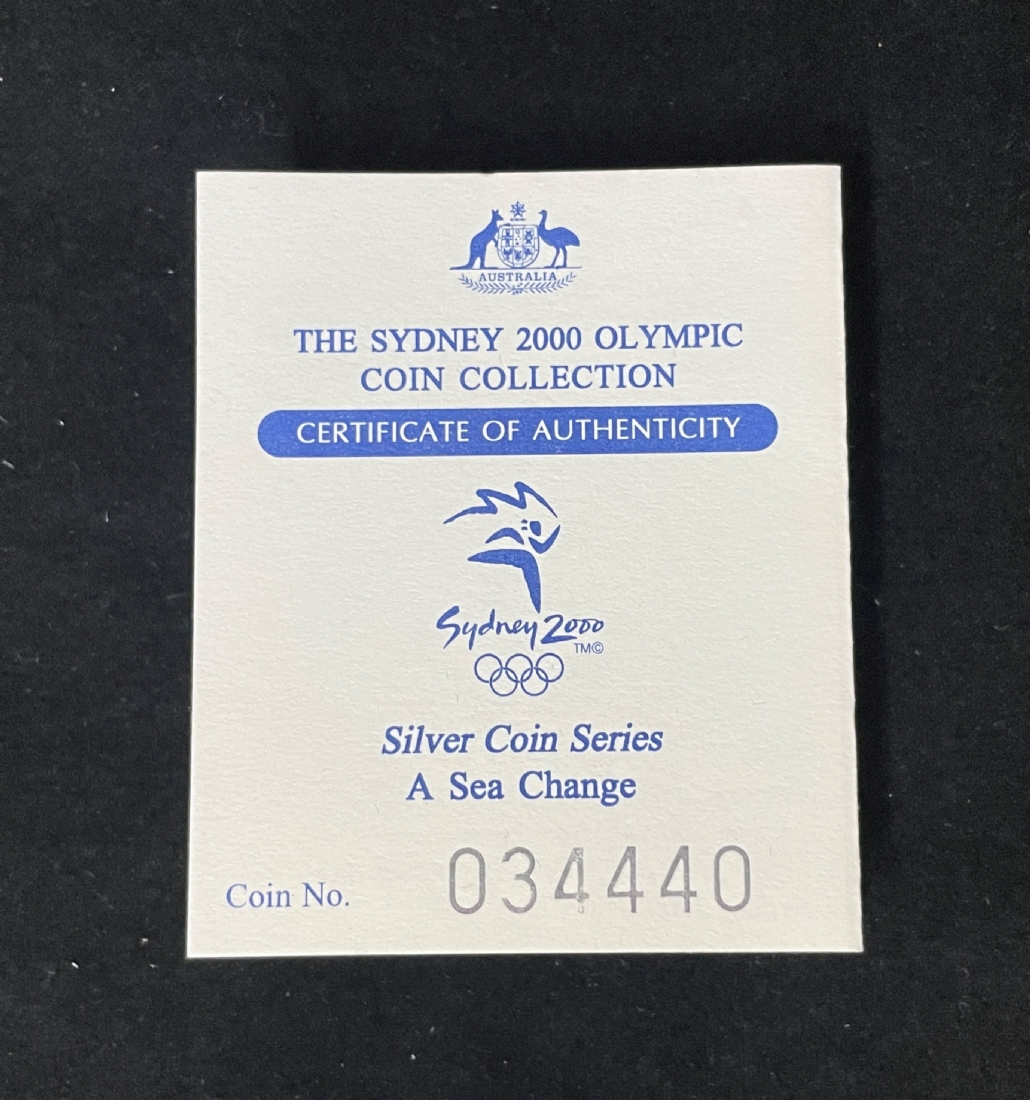 AUSTRALIA
THE SYDNEY 2000 OLYMPIC
COIN COLLECTION
CERTIFICATE OF AUTHENTICITY
Sydney 2000
TM©
Silver Coin Series
A Sea Change
Coin No. 034440